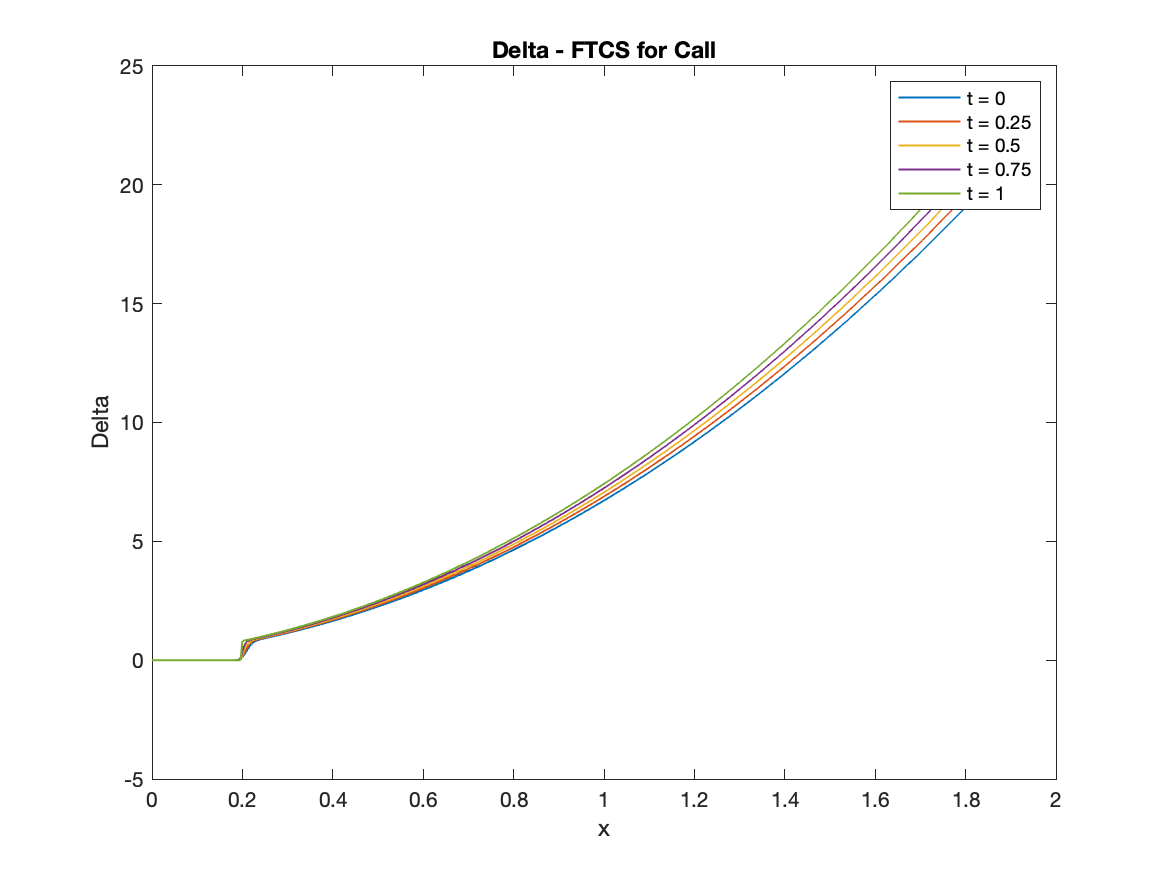 Delta - FTCS for Call
25
20
15
10
5
0
-5
Delta
t = 0
t = 0.25
t = 0.5
t = 0.75
t = 1
0 0.2 0.4 0.6 0.8 1 1.2 1.4 1.6 1.8 2
x